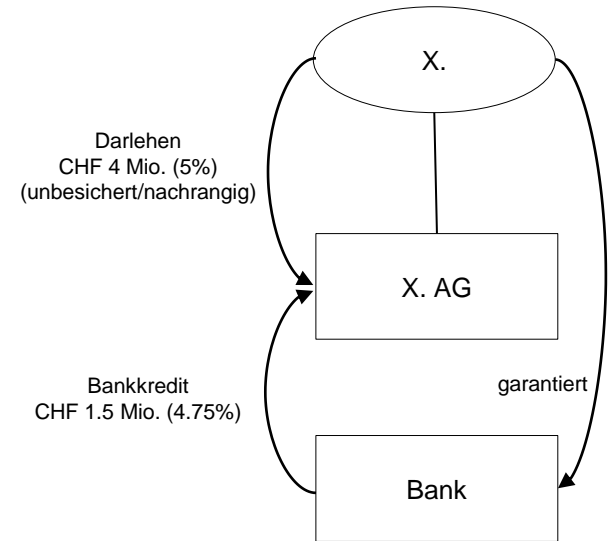 X.
Darlehen
CHF 4 Mio. (5%)
(unbesichert/nachrangig)
X. AG
Bankkredit
CHF 1.5 Mio. (4.75%)
garantiert
Bank